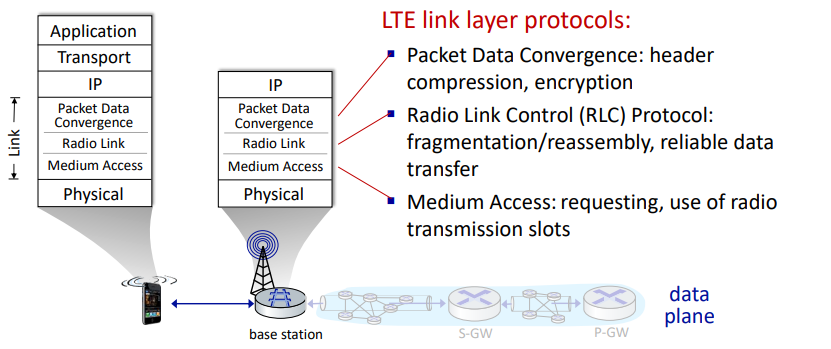 Application
Transport
IP
Packet Data
Convergence
Radio Link
Medium Access
Physical
Link
IP
Packet Data
Convergence
Radio Link
Medium Access
Physical
LTE link layer protocols:
▪ Packet Data Convergence: header
compression, encryption
▪ Radio Link Control (RLC) Protocol:
fragmentation/reassembly, reliable data
transfer
▪ Medium Access: requesting, use of radio
transmission slots
base station
S-GW
P-GW
data
plane